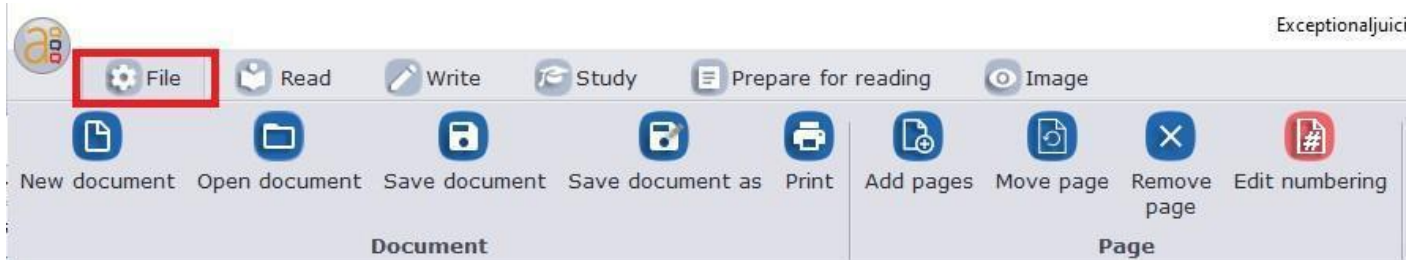 Exceptionaljuici
File Read Write Study Prepare for reading Image
New document Open document Save document Save document as Print Add pages Move page Remove page Edit numbering
Document Page